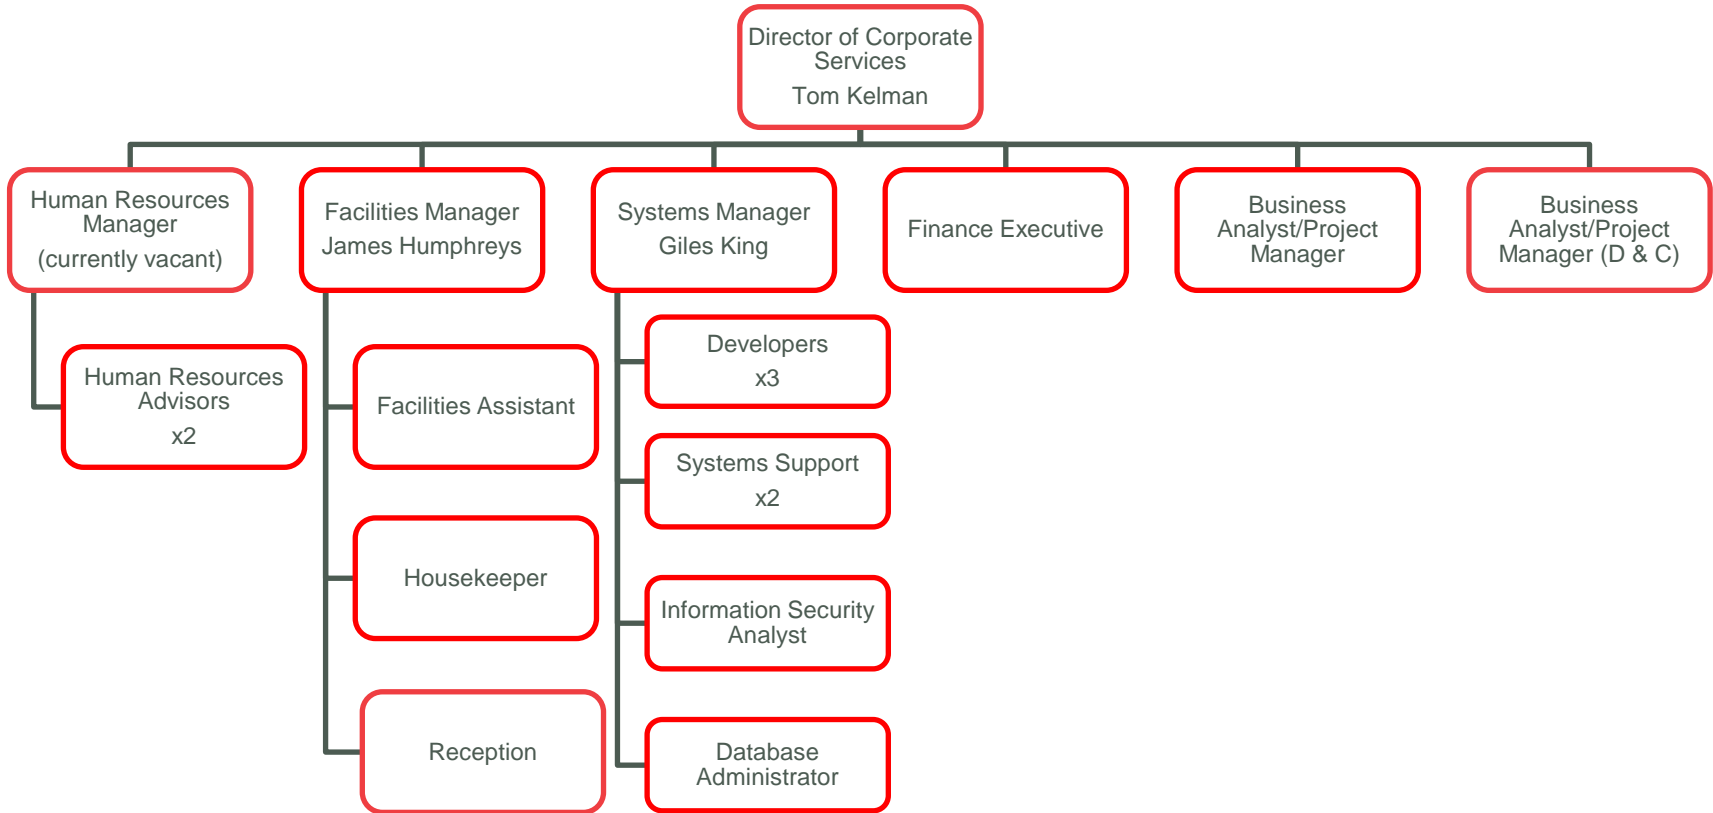 Director of Corporate
Services
Tom Kelman
Human Resources
Manager
(currently vacant)
Facilities Manager
James Humphreys
Systems Manager
Giles King
Finance Executive
Business
Analyst/Project
Manager
Business
Analyst/Project
Manager (D & C)
Human Resources
Advisors
x2
Facilities Assistant
Housekeeper
Reception
Developers
x3
Systems Support
x2
Information Security
Analyst
Database
Administrator